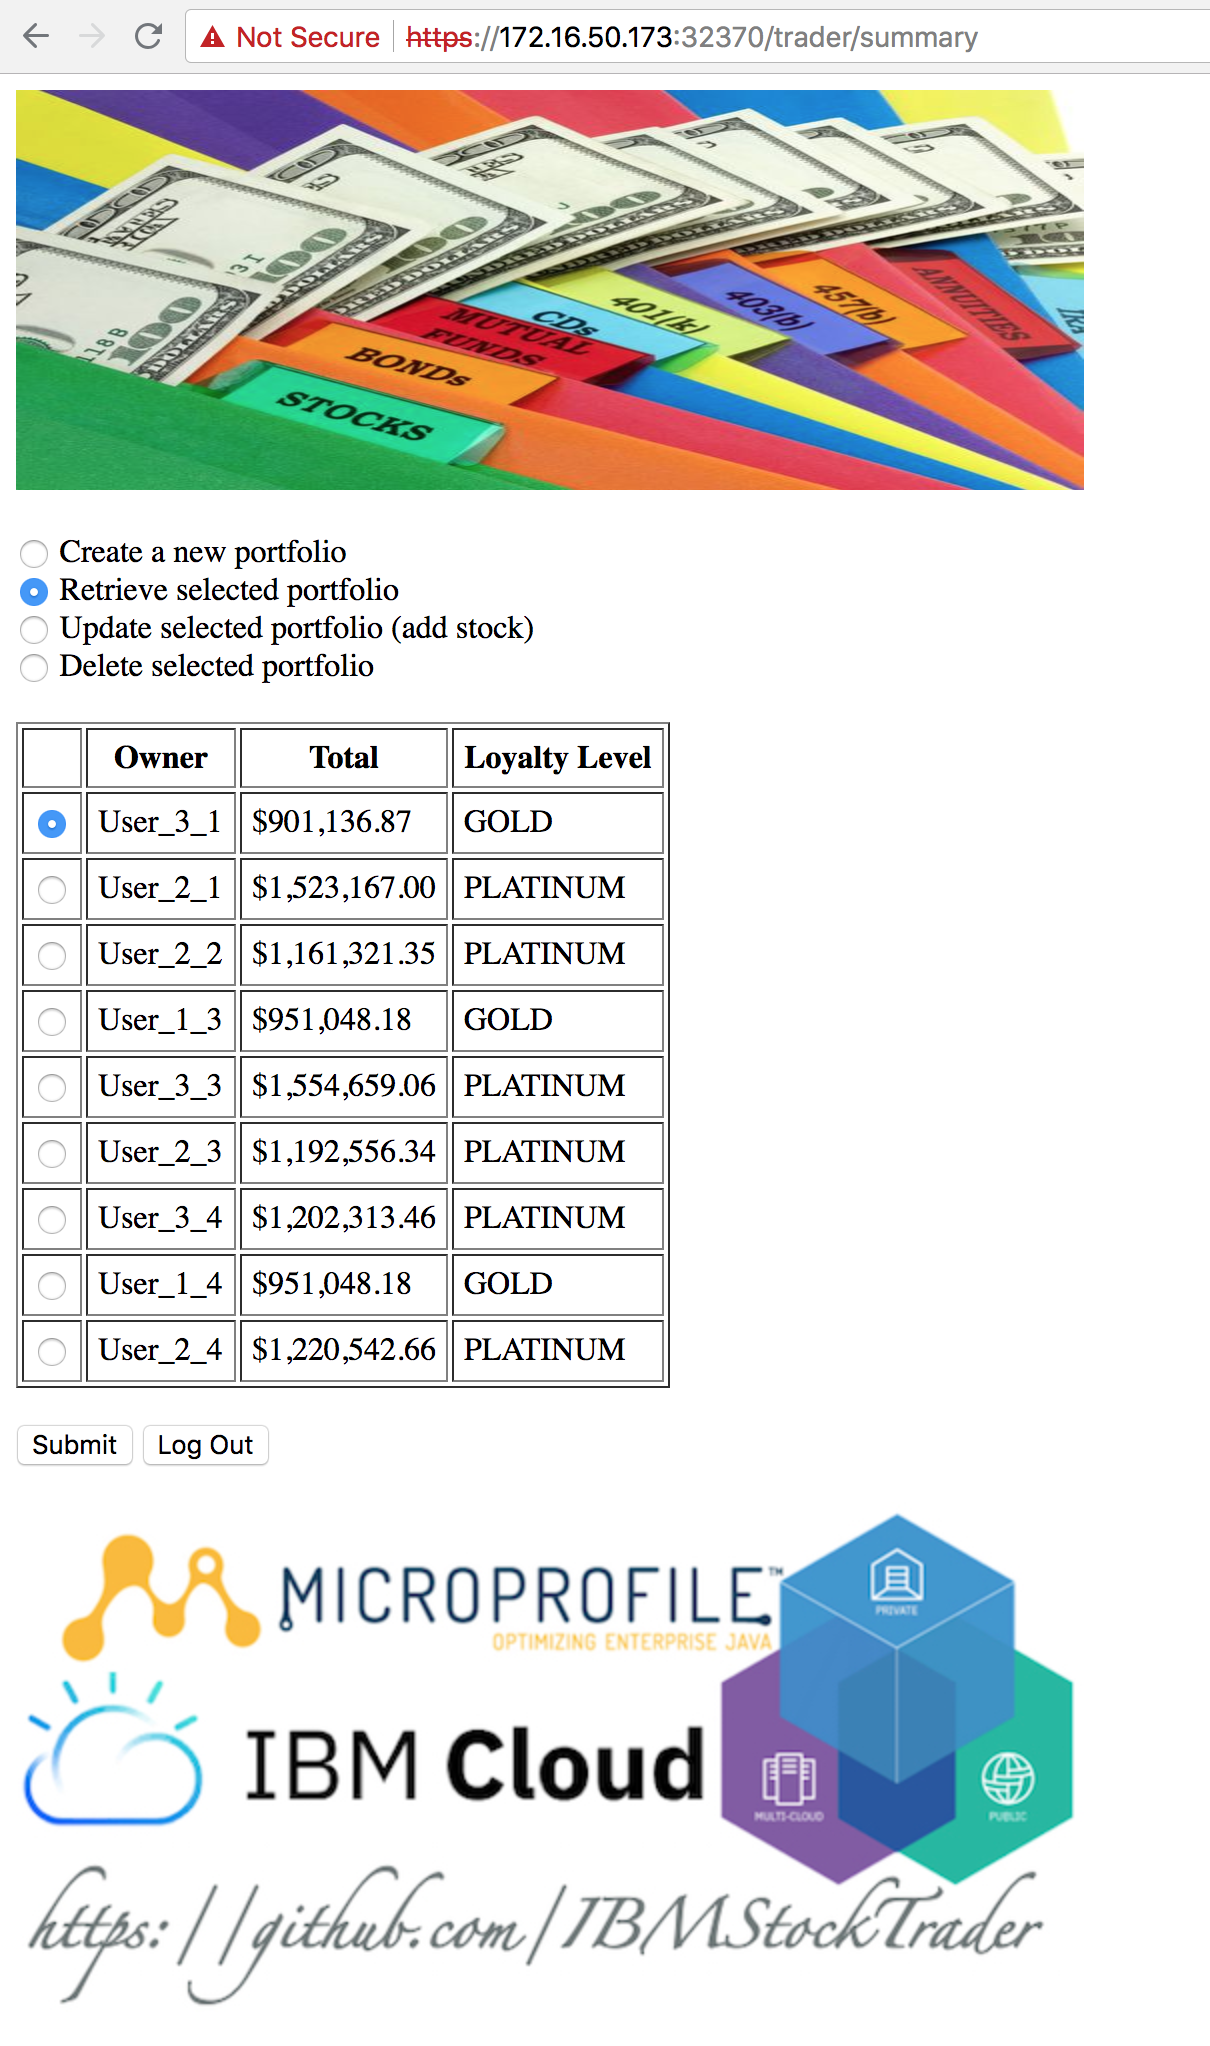 Not Secure https://172.16.50.173:32370/trader/summary
MUTUAL FUNDS
CDs
401(k)
403(b)
457(b)
ANNUITIES
BONDs
STOCKS
Create a new portfolio
Retrieve selected portfolio
Update selected portfolio (add stock)
Delete selected portfolio
Owner Total Loyalty Level
User_3_1 $901,136.87 GOLD
User_2_1 $1,523,167.00 PLATINUM
User_2_2 $1,161,321.35 PLATINUM
User_1_3 $951,048.18 GOLD
User_3_3 $1,554,659.06 PLATINUM
User_2_3 $1,192,556.34 PLATINUM
User_3_4 $1,202,313.46 PLATINUM
User_1_4 $951,048.18 GOLD
User_2_4 $1,220,542.66 PLATINUM
Submit Log Out
MICROPROFILE™
OPTIMIZING ENTERPRISE JAVA
PRIVATE
IBM Cloud
MULTI-CLOUD
PUBLIC
https://github.com/IBMStockTrader